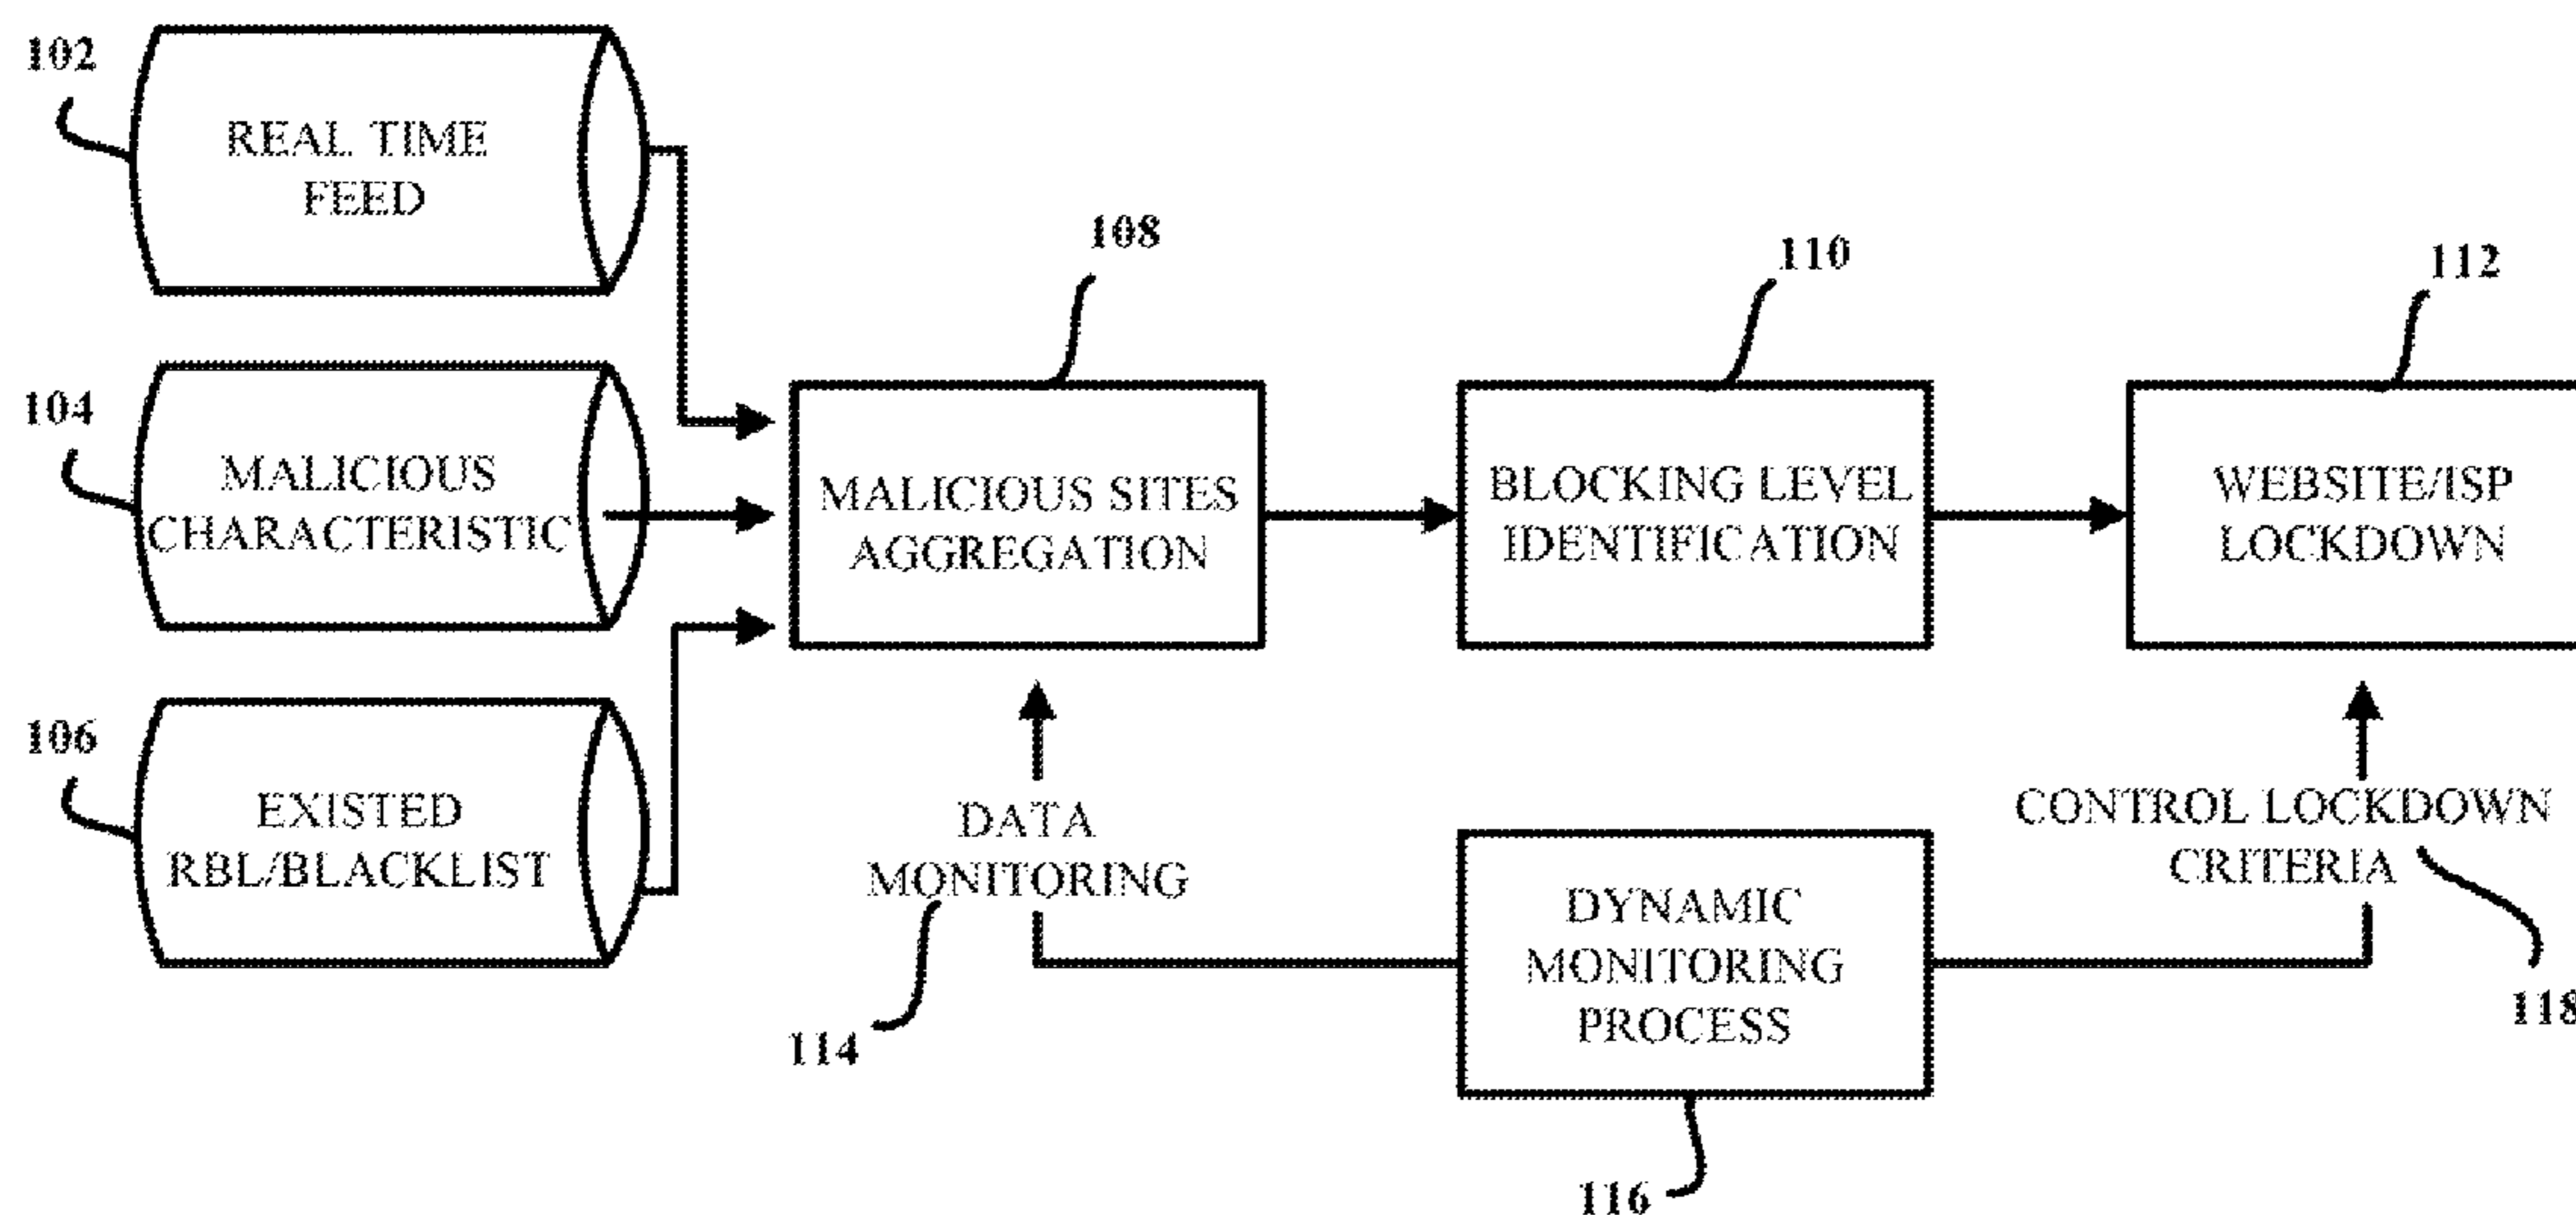 102
REAL TIME
FEED
104
MALICIOUS
CHARACTERISTIC
106
EXISTED
RBL/BLACKLIST
108
MALICIOUS SITES
AGGREGATION
110
BLOCKING LEVEL
IDENTIFICATION
112
WEBSITE/ISP
LOCKDOWN
DATA
MONITORING
114
DYNAMIC
MONITORING
PROCESS
116
CONTROL LOCKDOWN
CRITERIA
118